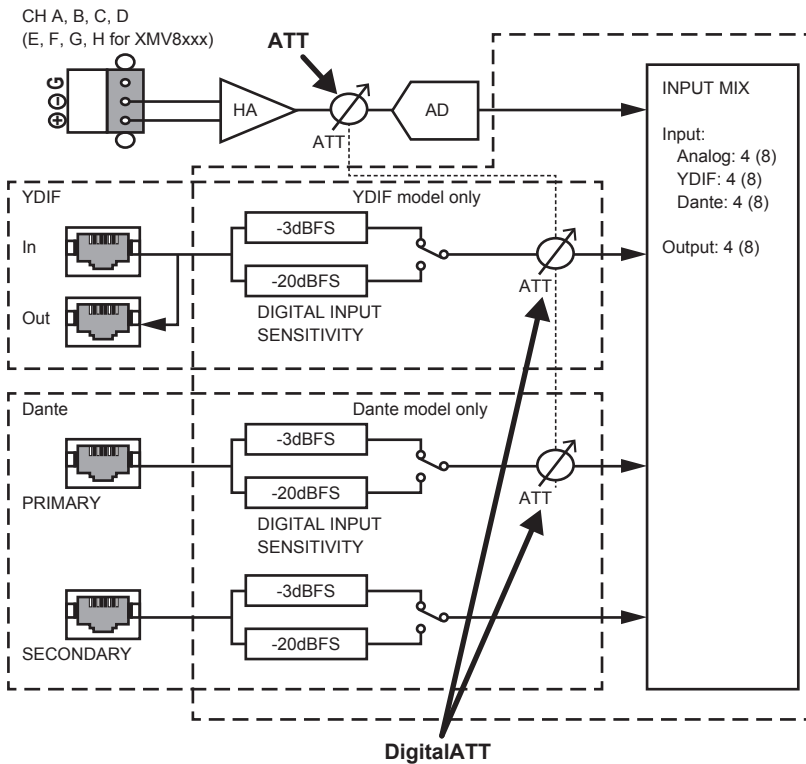 CH A, B, C, D
(E, F, G, H for XMV8xxx)
ATT
G
⊖
⊕
HA
ATT
AD
INPUT MIX
Input:
Analog: 4 (8)
YDIF: 4 (8)
Dante: 4 (8)
Output: 4 (8)
YDIF
YDIF model only
In
-3dBFS
-20dBFS
ATT
Out
DIGITAL INPUT
SENSITIVITY
Dante
Dante model only
-3dBFS
-20dBFS
ATT
PRIMARY
DIGITAL INPUT
SENSITIVITY
-3dBFS
-20dBFS
SECONDARY
DigitalATT